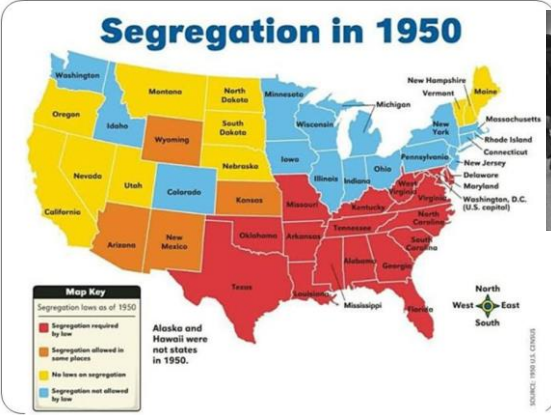 Segregation in 1950
Washington
Montana
North
Dakota
Minnesota
Michigan
New Hampshire
Vermont
Maine
Oregon
Idaho
Wyoming
South
Dakota
Wisconsin
New
York
Massachusetts
Rhode Island
Connecticut
New Jersey
Delaware
Maryland
Washington, D.C.
(U.S. capital)
Nevada
Utah
Colorado
Nebraska
Iowa
Illinois
Indiana
Ohio
Pennsylvania
California
Kansas
Missouri
West
Virginia
Virginia
Kentucky
Arizona
New
Mexico
Oklahoma
Arkansas
Tennessee
North
Carolina
South
Carolina
Texas
Louisiana
Mississippi
Alabama
Georgia
Florida
Map Key
Segregation laws as of 1950
Segregation required
by law
Segregation allowed in
some places
No laws on segregation
Segregation not allowed
by law
Alaska and
Hawaii were
not states
in 1950.
North
West
East
South
SOURCE: 1950 U.S. CENSUS